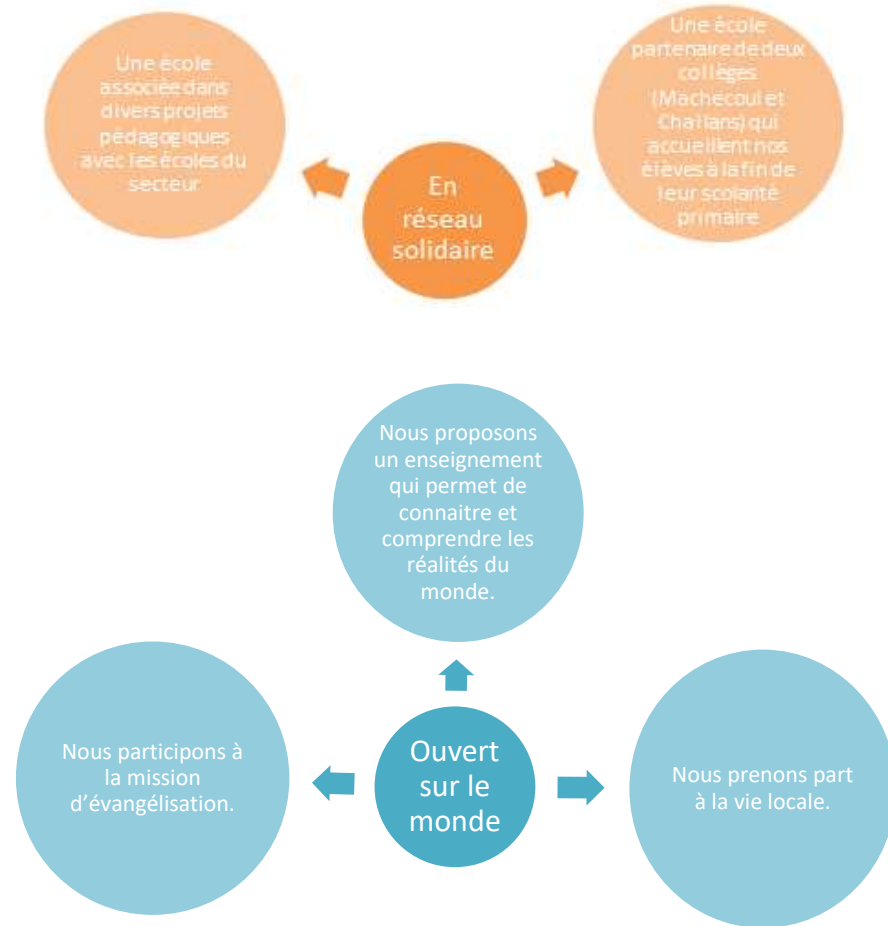 Une école
associée dans
divers projets
pédagogiques
avec les écoles du
secteur
Une école
partenaire de deux
collèges
(Machecoul et
Challans) qui
accueillent nos
élèves à la fin de
leur scolarité
primaire
En
réseau
solidaire
Nous proposons
un enseignement
qui permet de
connaitre et
comprendre les
réalités du
monde.
Nous participons à
la mission
d’évangélisation.
Ouvert
sur le
monde
Nous prenons part
à la vie locale.